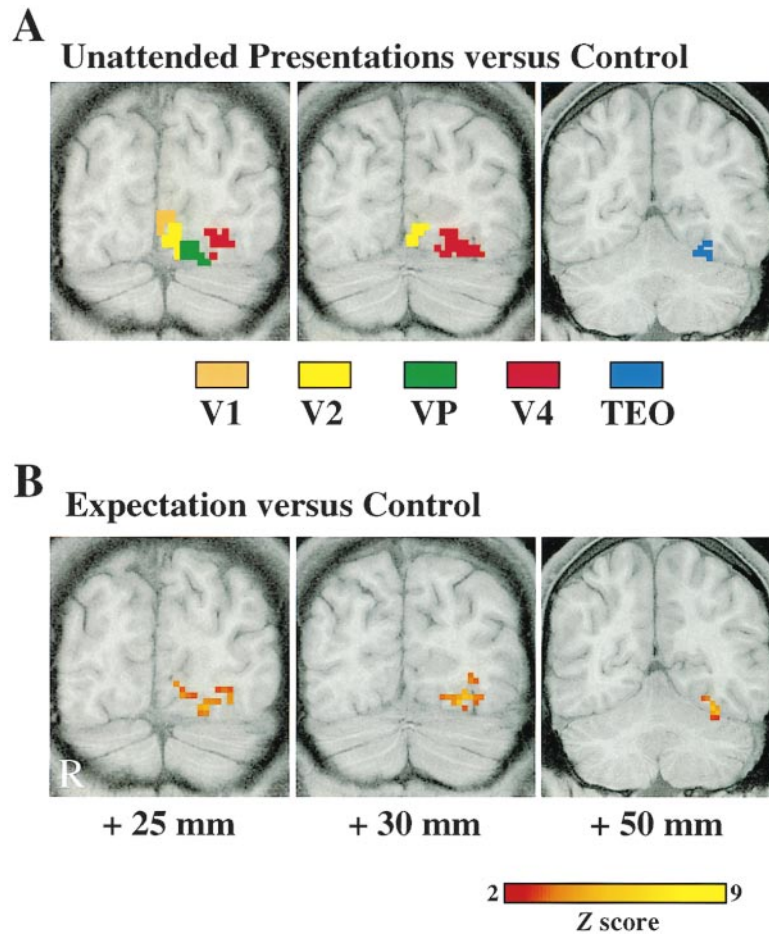 A
Unattended Presentations versus Control
V1 V2 VP V4 TEO
B
Expectation versus Control
R
+ 25 mm + 30 mm + 50 mm
2 9
Z score